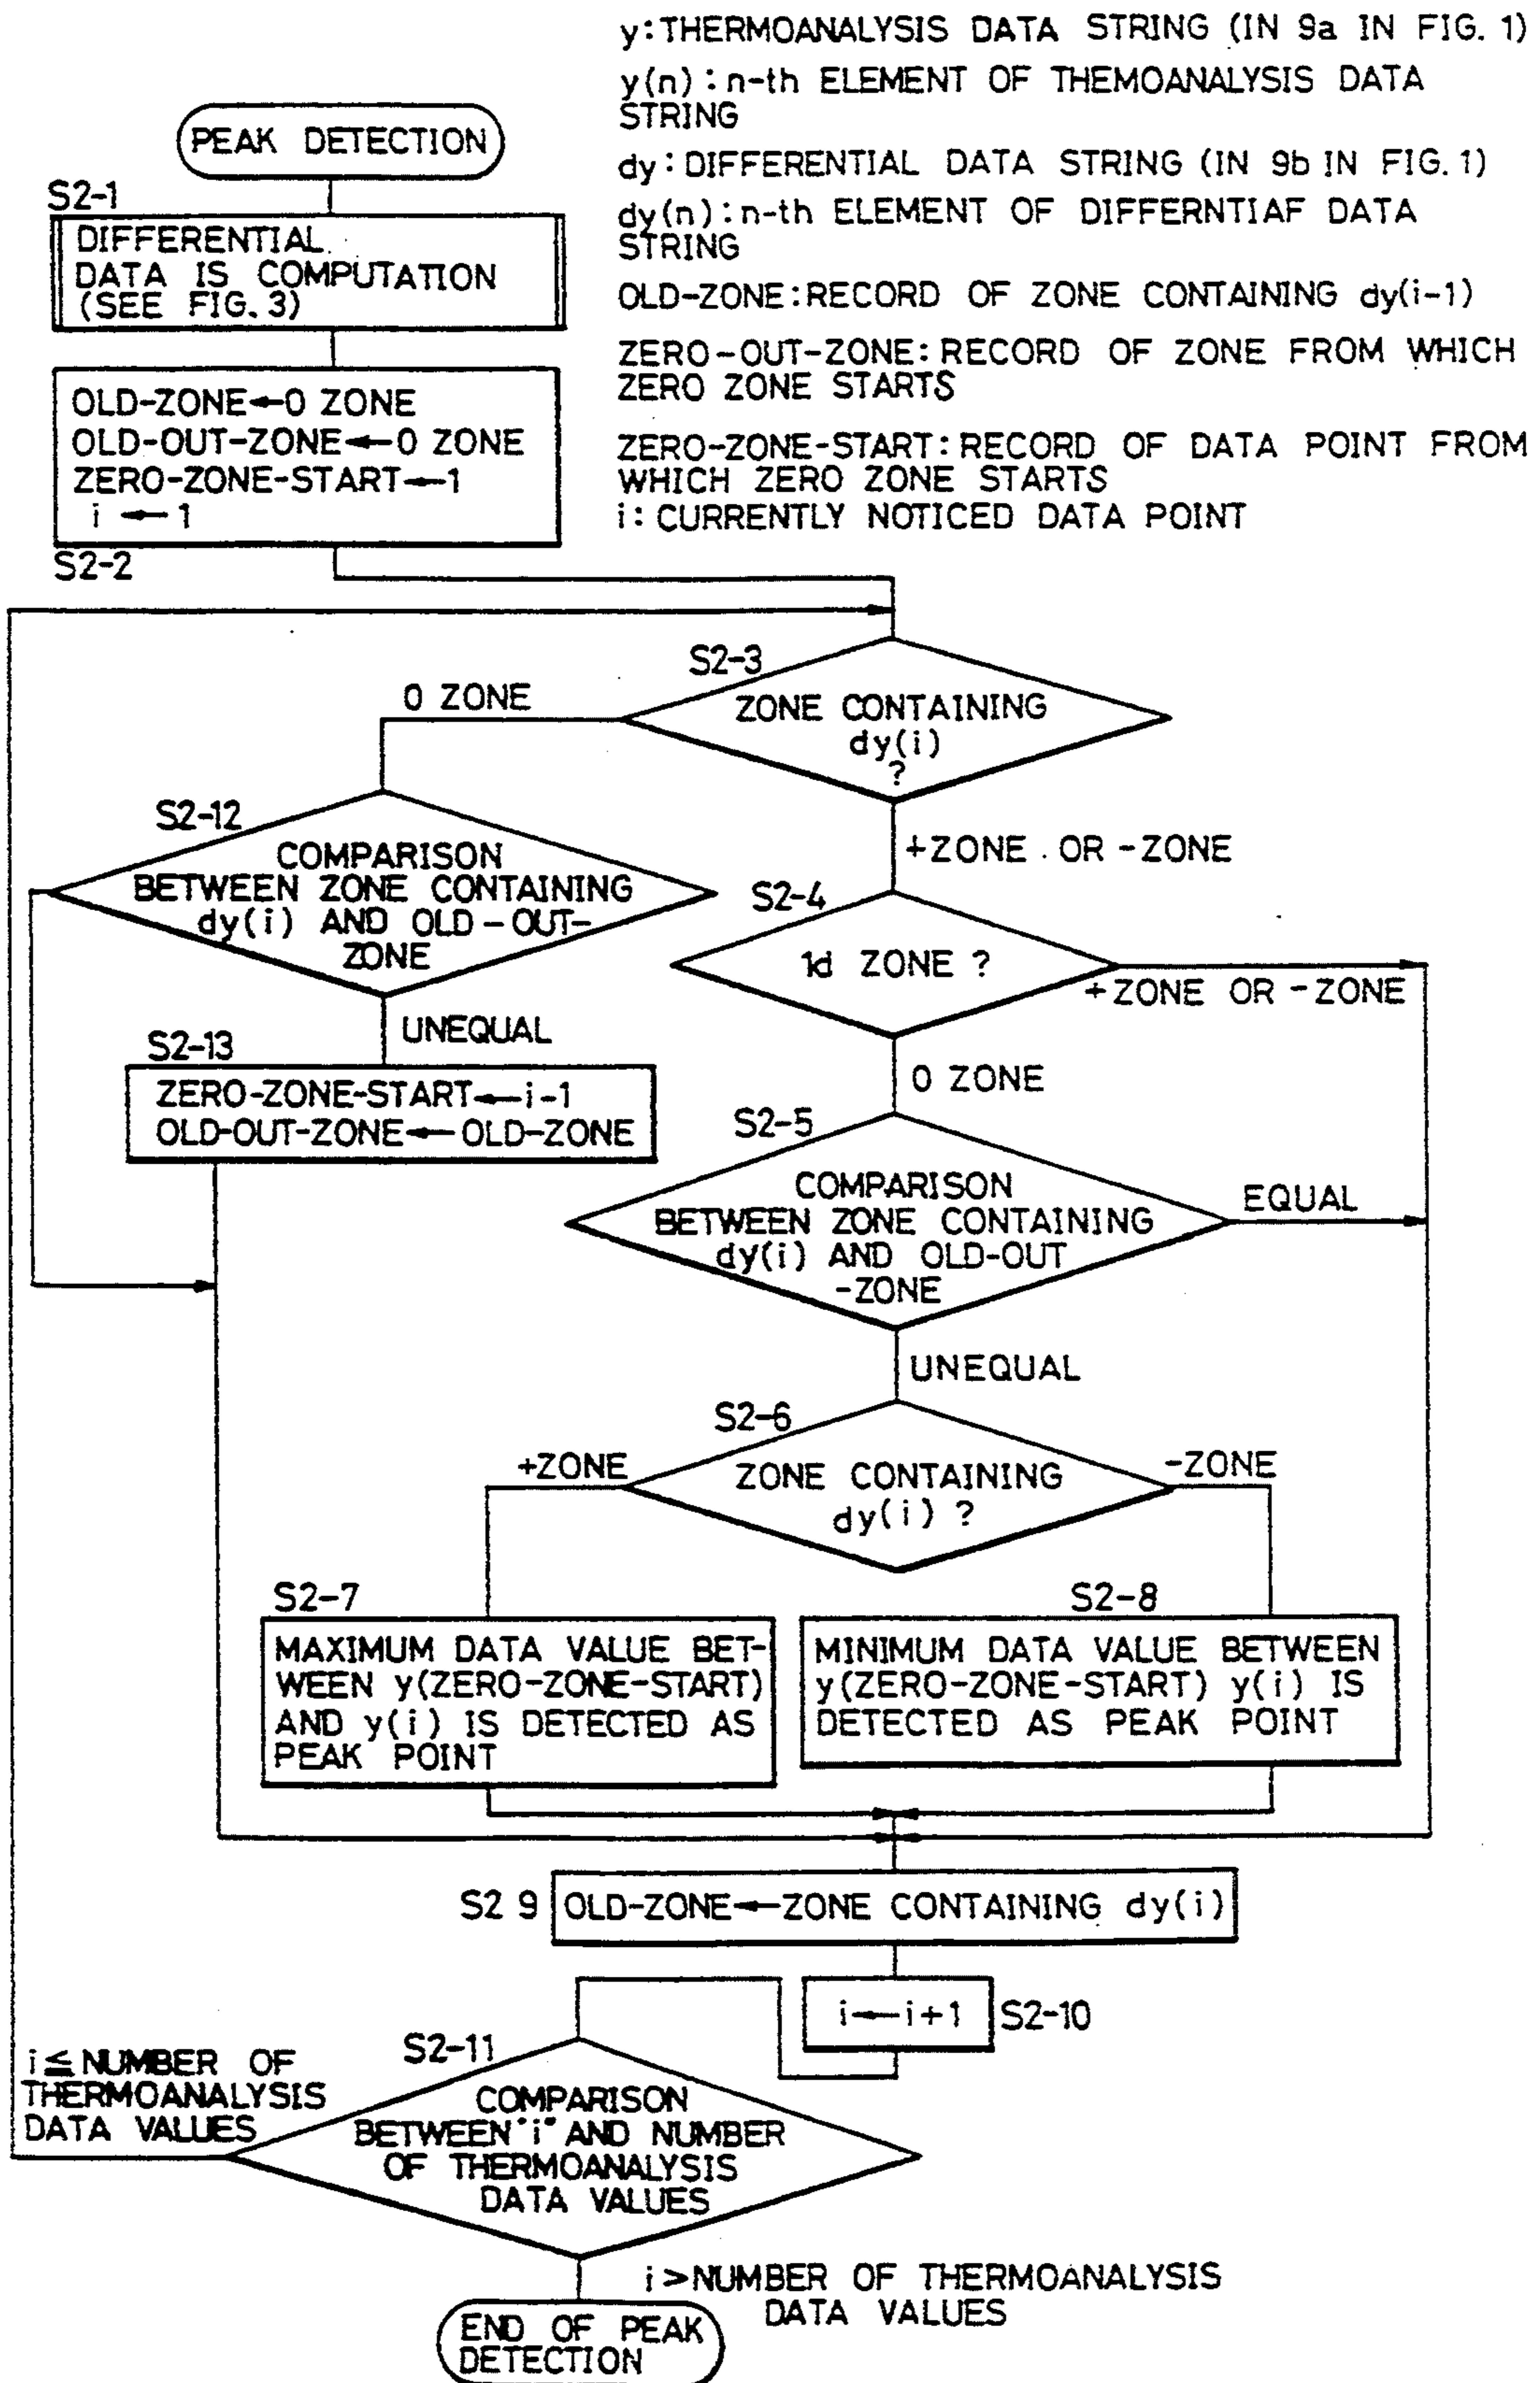 y:THERMOANALYSIS DATA STRING (IN 9a IN FIG. 1)
y(n):n-th ELEMENT OF THEMOANALYSIS DATA
STRING
dy:DIFFERENTIAL DATA STRING (IN 9b IN FIG. 1)
dy(n):n-th ELEMENT OF DIFFERNTIAF DATA
STRING
OLD-ZONE:RECORD OF ZONE CONTAINING dy(i-1)
ZERO-OUT-ZONE:RECORD OF ZONE FROM WHICH
ZERO ZONE STARTS
ZERO-ZONE-START:RECORD OF DATA POINT FROM
WHICH ZERO ZONE STARTS
i: CURRENTLY NOTICED DATA POINT
PEAK DETECTION
S2-1
DIFFERENTIAL
DATA IS COMPUTATION
(SEE FIG. 3)
OLD-ZONE←0 ZONE
OLD-OUT-ZONE←0 ZONE
ZERO-ZONE-START←1
i ←1
S2-2
S2-3
ZONE CONTAINING
dy(i)
?
0 ZONE
+ZONE OR -ZONE
S2-12
COMPARISON
BETWEEN ZONE CONTAINING
dy(i) AND OLD-OUT-
ZONE
UNEQUAL
S2-13
ZERO-ZONE-START←i-1
OLD-OUT-ZONE←OLD-ZONE
S2-4
1d ZONE ?
+ZONE OR -ZONE
0 ZONE
S2-5
COMPARISON
BETWEEN ZONE CONTAINING
dy(i) AND OLD-OUT
-ZONE
EQUAL
UNEQUAL
S2-6
ZONE CONTAINING
dy(i) ?
+ZONE
-ZONE
S2-7
MAXIMUM DATA VALUE BET-
WEEN y(ZERO-ZONE-START)
AND y(i) IS DETECTED AS
PEAK POINT
S2-8
MINIMUM DATA VALUE BETWEEN
y(ZERO-ZONE-START) y(i) IS
DETECTED AS PEAK POINT
S2 9
OLD-ZONE←ZONE CONTAINING dy(i)
i←i+1
S2-10
S2-11
COMPARISON
BETWEEN"i" AND NUMBER
OF THERMOANALYSIS
DATA VALUES
i≦NUMBER OF
THERMOANALYSIS
DATA VALUES
i>NUMBER OF THERMOANALYSIS
DATA VALUES
END OF PEAK
DETECTION